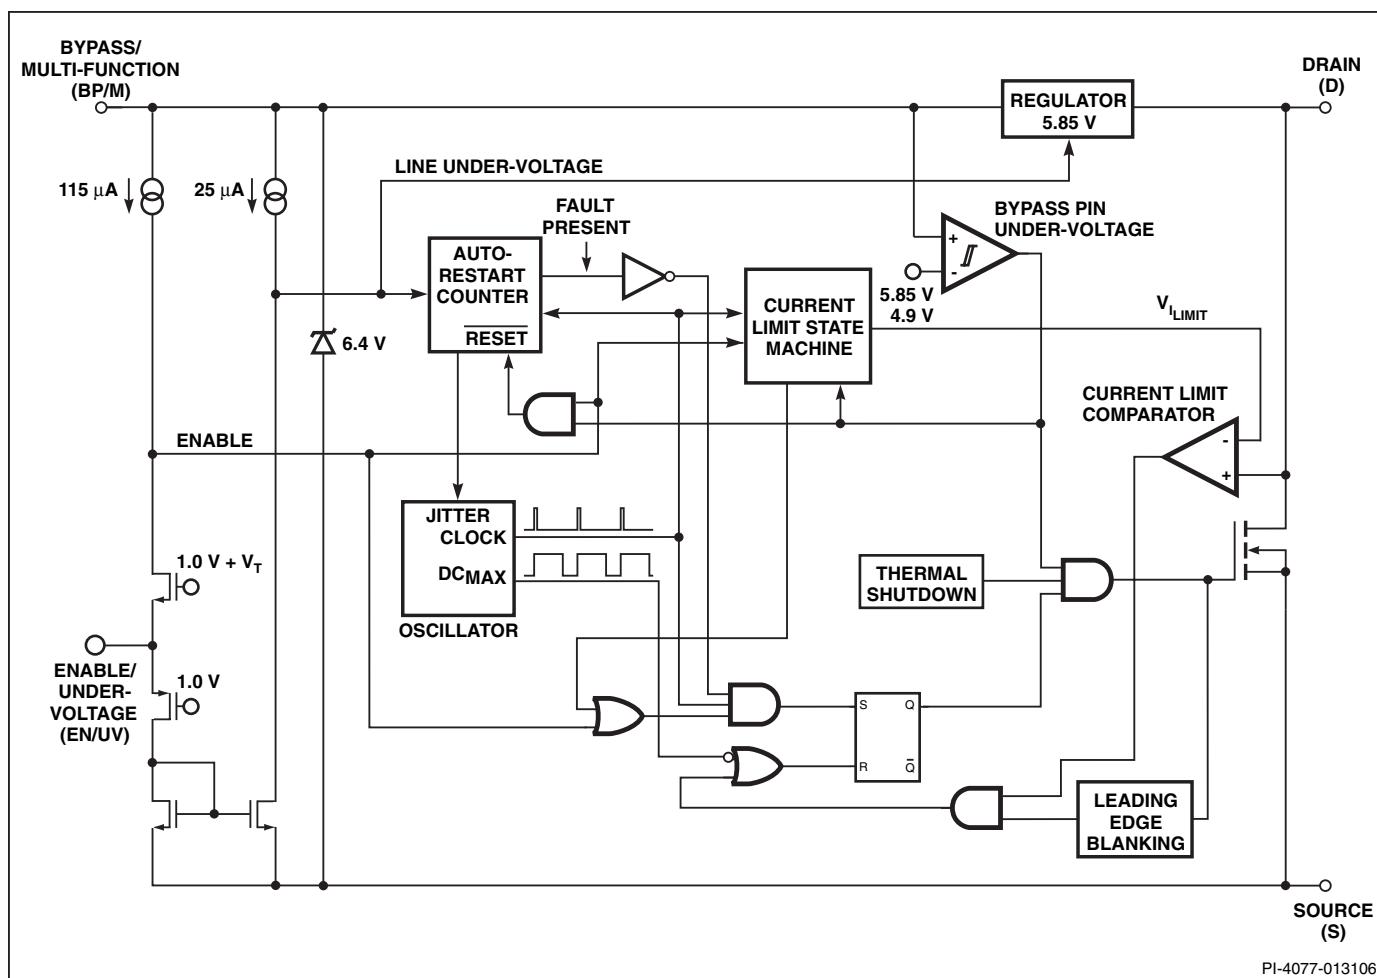 BYPASS/
MULTI-FUNCTION
(BP/M)
DRAIN
(D)
REGULATOR
5.85 V
LINE UNDER-VOLTAGE
115 μA
25 μA
FAULT
PRESENT
BYPASS PIN
UNDER-VOLTAGE
+
-
5.85 V
4.9 V
AUTO-
RESTART
COUNTER
RESET
CURRENT
LIMIT STATE
MACHINE
VILIMIT
6.4 V
CURRENT LIMIT
COMPARATOR
-
+
ENABLE
JITTER
CLOCK
DCMAX
OSCILLATOR
1.0 V + VT
THERMAL
SHUTDOWN
ENABLE/
UNDER-
VOLTAGE
(EN/UV)
1.0 V
S Q
R Q̅
LEADING
EDGE
BLANKING
SOURCE
(S)
PI-4077-013106